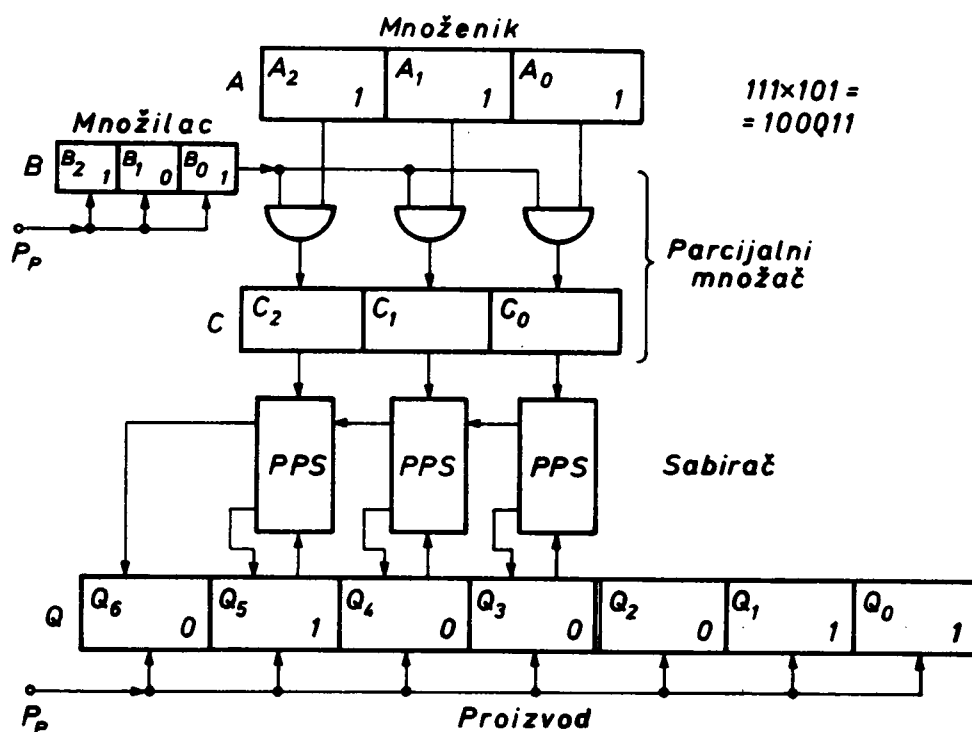 Množenik
A A2 1 A1 1 A0 1
111×101 =
= 100011
Množilac
B B2 1 B1 0 B0 1
Pp
Parcijalni
množač
C C2 C1 C0
PPS PPS PPS
Sabirač
Q Q6 0 Q5 1 Q4 0 Q3 0 Q2 0 Q1 1 Q0 1
Pp
Proizvod